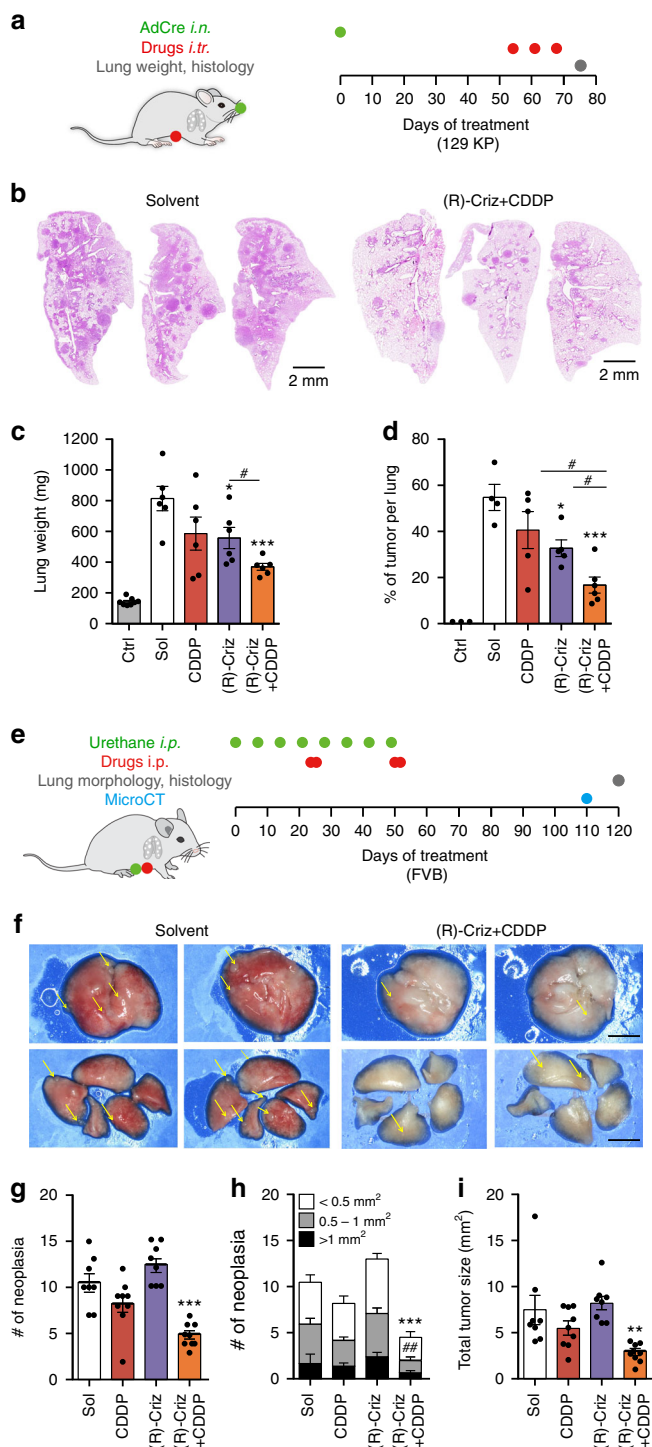 a
AdCre i.n.
Drugs i.tr.
Lung weight, histology
0 10 20 30 40 50 60 70 80
Days of treatment
(129 KP)
b
Solvent
(R)-Criz+CDDP
2 mm
2 mm
c
1200
1000
800
600
400
200
0
Lung weight (mg)
*
#
***
Ctrl
Sol
CDDP
(R)-Criz
(R)-Criz
+CDDP
d
80
60
40
20
0
% of tumor per lung
#
#
*
***
Ctrl
Sol
CDDP
(R)-Criz
(R)-Criz
+CDDP
e
Urethane i.p.
Drugs i.p.
Lung morphology, histology
MicroCT
0 10 20 30 40 50 60 70 80 90 100 110 120
Days of treatment
(FVB)
f
Solvent
(R)-Criz+CDDP
g
20
15
10
5
0
# of neoplasia
***
Sol
CDDP
(R)-Criz
(R)-Criz
+CDDP
h
20
15
10
5
0
# of neoplasia
< 0.5 mm²
0.5 – 1 mm²
>1 mm²
***
##
Sol
CDDP
(R)-Criz
(R)-Criz
+CDDP
i
20
15
10
5
0
Total tumor size (mm²)
**
Sol
CDDP
(R)-Criz
(R)-Criz
+CDDP